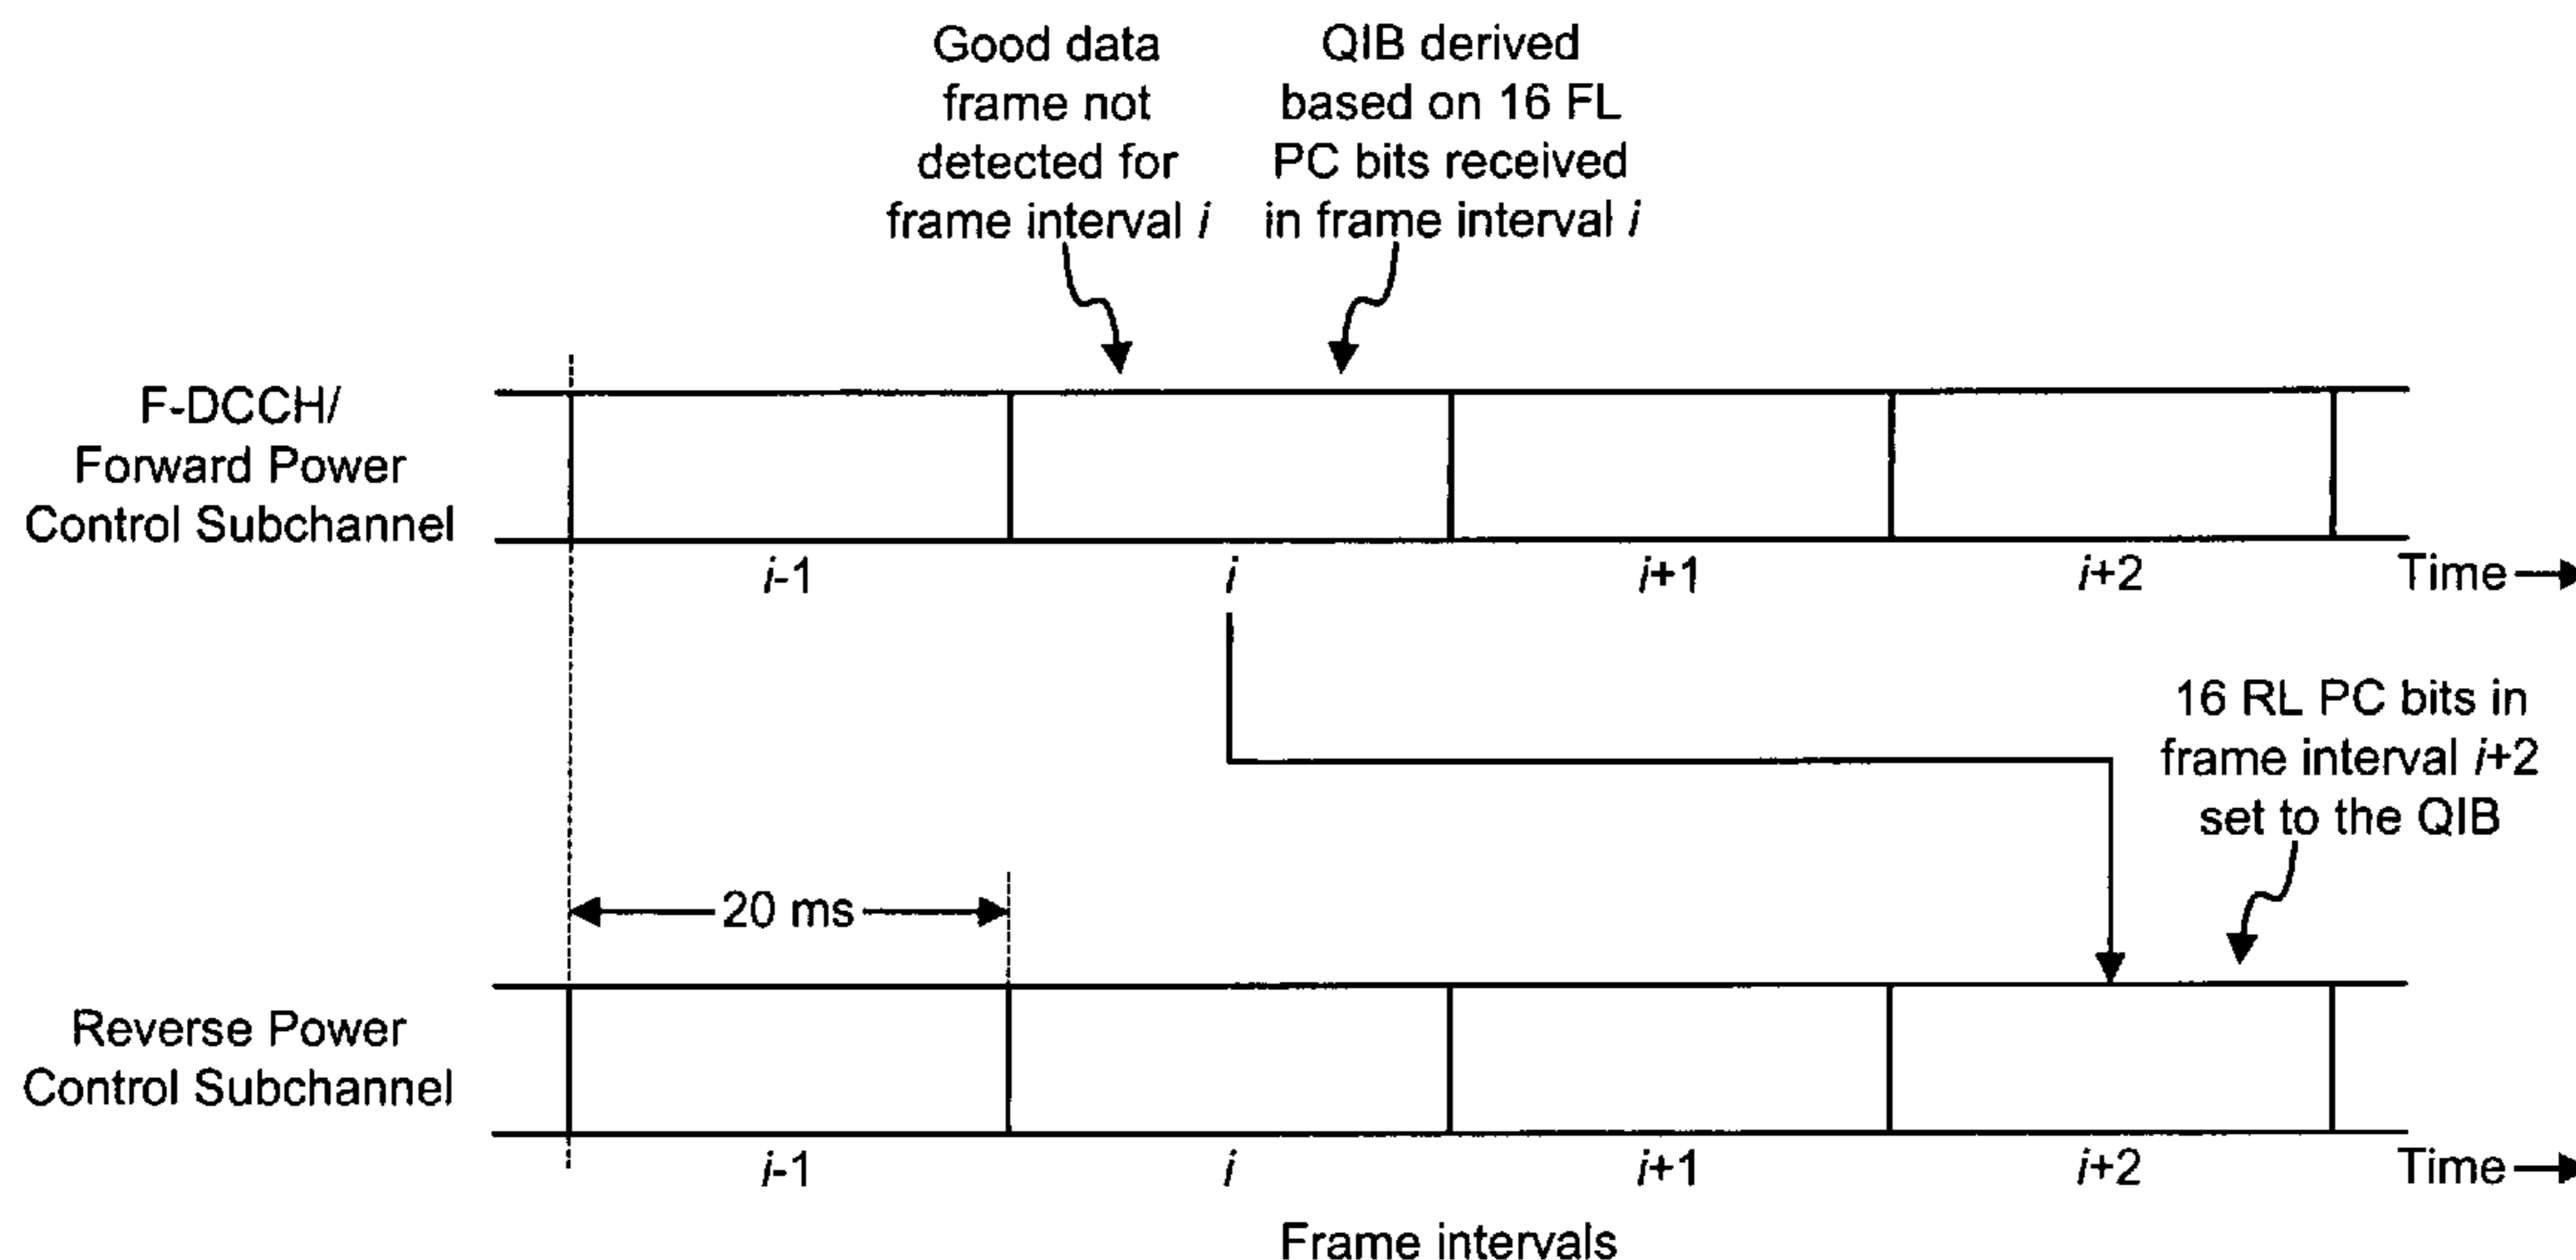 Good data
frame not
detected for
frame interval i
QIB derived
based on 16 FL
PC bits received
in frame interval i
F-DCCH/
Forward Power
Control Subchannel
i-1
i
i+1
i+2
Time
16 RL PC bits in
frame interval i+2
set to the QIB
20 ms
Reverse Power
Control Subchannel
i-1
i
i+1
i+2
Time
Frame intervals